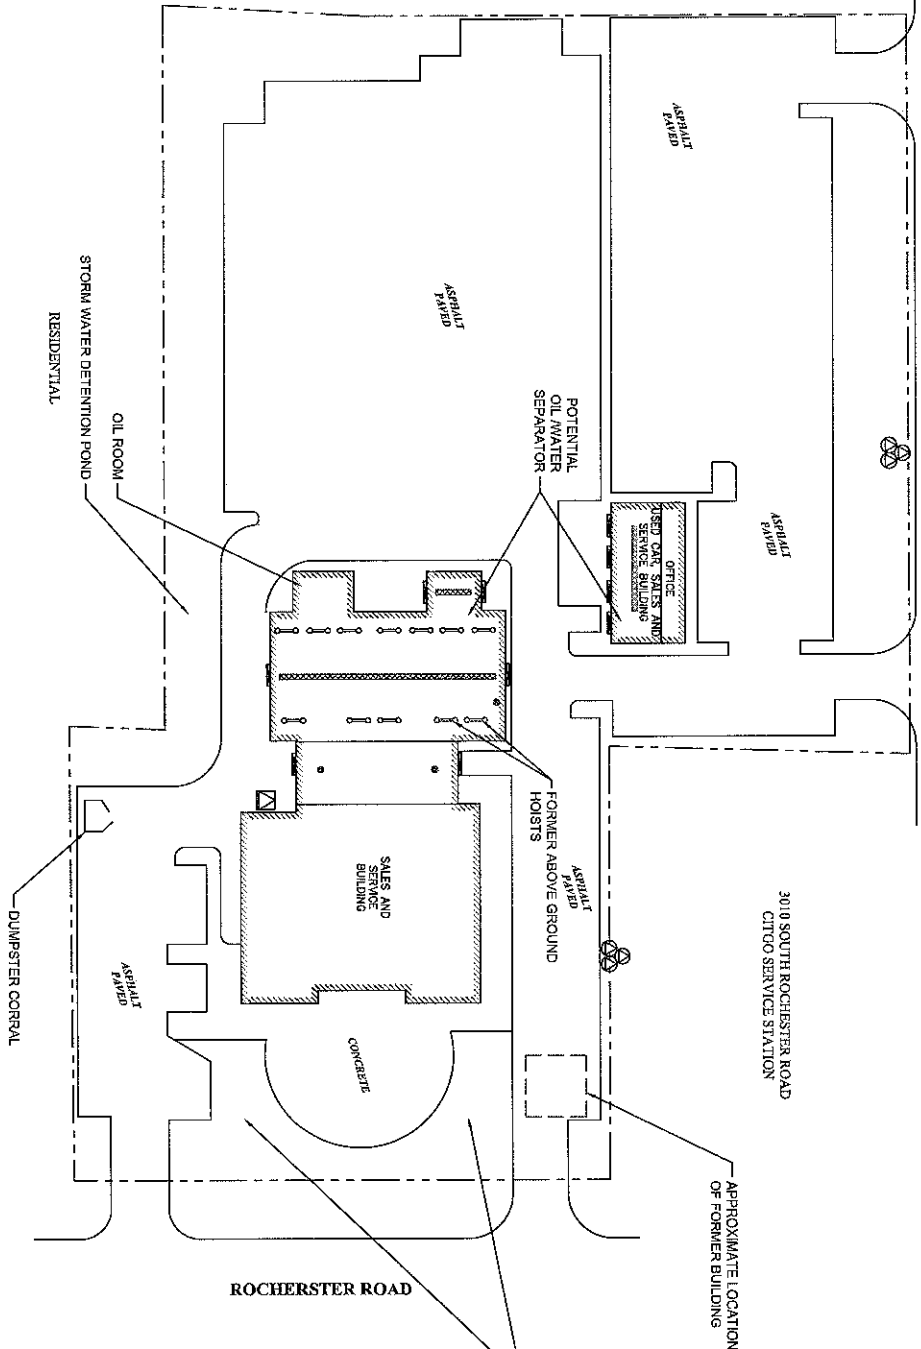 ASPHALT
PAVED
ASPHALT
PAVED
ASPHALT
PAVED
STORM WATER DETENTION POND
RESIDENTIAL
OIL ROOM
POTENTIAL
OIL /WATER
SEPARATOR
OFFICE
USED CAR, SALES AND
SERVICE BUILDING
FORMER ABOVE GROUND
HOISTS
ASPHALT
PAVED
SALES AND
SERVICE
BUILDING
3010 SOUTH ROCHESTER ROAD
CITGO SERVICE STATION
DUMPSTER CORRAL
ASPHALT
PAVED
CONCRETE
APPROXIMATE LOCATION
OF FORMER BUILDING
ROCHERSTER ROAD